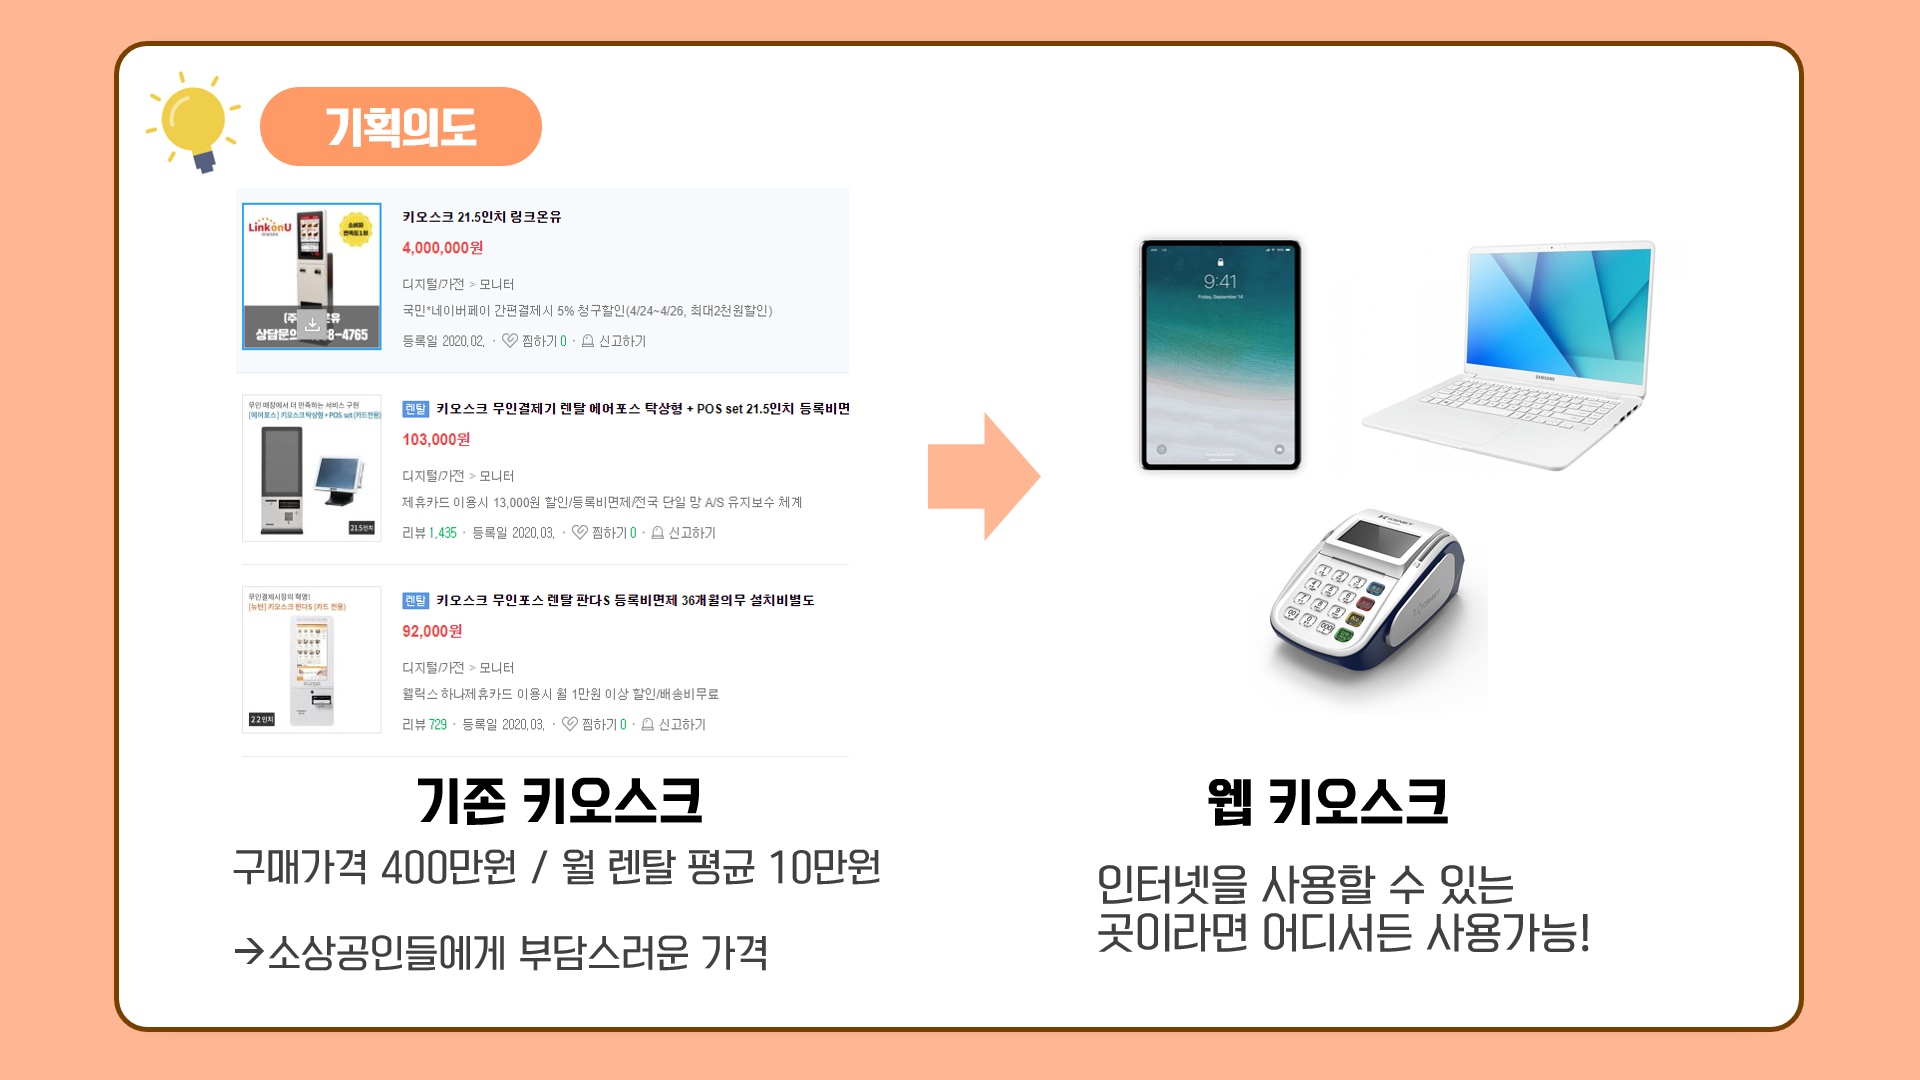 기획의도
LinkonU
소비자
만족도1위
상담문의
키오스크 21.5인치 링크온유
4,000,000원
디지털/가전 > 모니터
국민*네이버페이 간편결제시 5% 청구할인(4/24~4/26, 최대2천원할인)
등록일 2020.02. · 찜하기 0 · 신고하기
무인 매장에서 더 만족하는 서비스 구현
[에어포스] 키오스크 탁상형 + POS set (카드전용)
21.5인치
렌탈 키오스크 무인결제기 렌탈 에어포스 탁상형 + POS set 21.5인치 등록비면
103,000원
디지털/가전 > 모니터
제휴카드 이용시 13,000원 할인/등록비면제/전국 단일 망 A/S 유지보수 체계
리뷰 1,435 · 등록일 2020.03. · 찜하기 0 · 신고하기
무인결제시장의 혁명!
[뉴턴] 키오스크 판다S (카드 전용)
22인치
렌탈 키오스크 무인포스 렌탈 판다S 등록비면제 36개월의무 설치비별도
92,000원
디지털/가전 > 모니터
웰릭스 하나제휴카드 이용시 월 1만원 이상 할인/배송비무료
리뷰 729 · 등록일 2020.03. · 찜하기 0 · 신고하기
기존 키오스크
구매가격 400만원 / 월 렌탈 평균 10만원
→소상공인들에게 부담스러운 가격
9:41
Friday, September 14
SAMSUNG
웹 키오스크
인터넷을 사용할 수 있는
곳이라면 어디서든 사용가능!